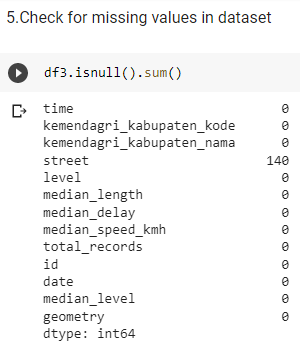 5.Check for missing values in dataset
df3.isnull().sum()
time 0
kemendagri_kabupaten_kode 0
kemendagri_kabupaten_nama 0
street 140
level 0
median_length 0
median_delay 0
median_speed_kmh 0
total_records 0
id 0
date 0
median_level 0
geometry 0
dtype: int64